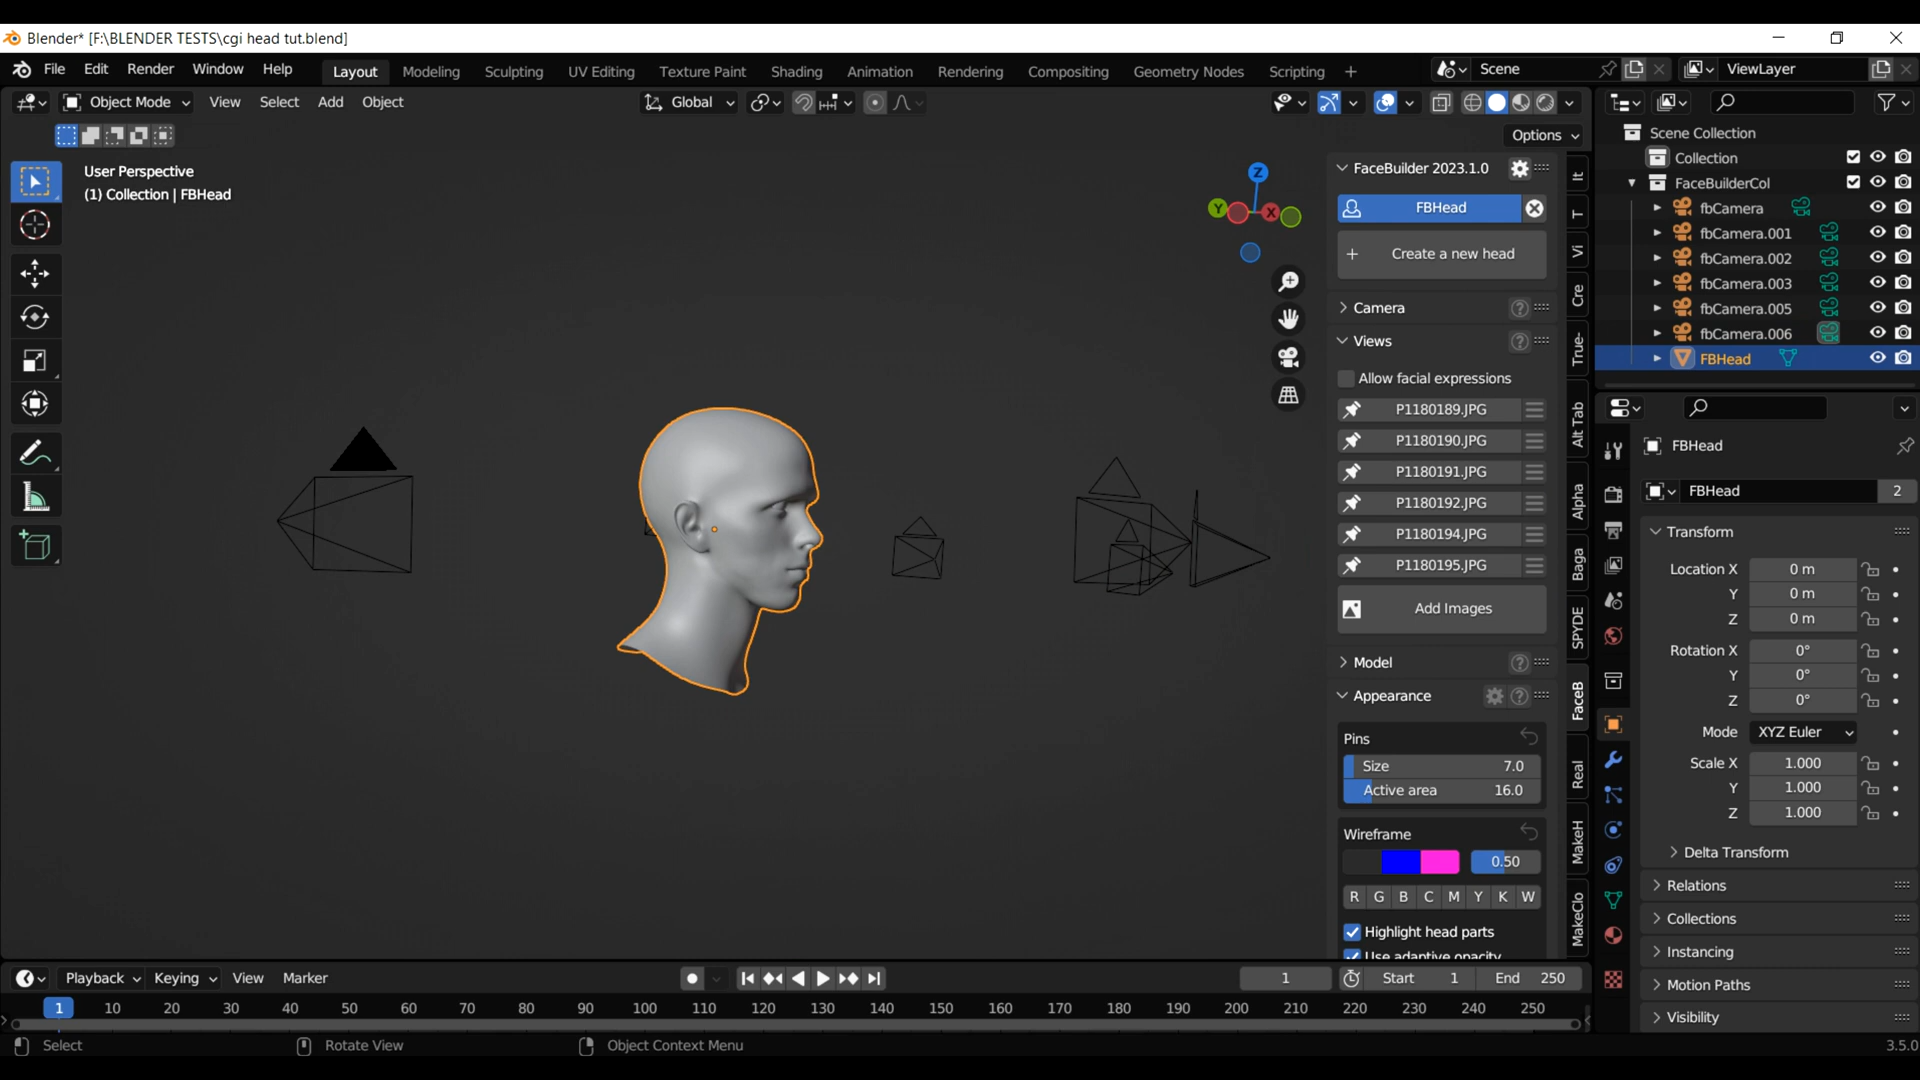 Blender* [F:\BLENDER TESTS\cgi head tut.blend]
File Edit Render Window Help
Layout Modeling Sculpting UV Editing Texture Paint Shading Animation Rendering Compositing Geometry Nodes Scripting +
Scene
ViewLayer
Object Mode View Select Add Object
Global
Options
User Perspective
(1) Collection | FBHead
Z
Y
X
FaceBuilder 2023.1.0
FBHead
+ Create a new head
Camera
Views
Allow facial expressions
P1180189.JPG
P1180190.JPG
P1180191.JPG
P1180192.JPG
P1180194.JPG
P1180195.JPG
Add Images
Model
Appearance
Pins
Size 7.0
Active area 16.0
Wireframe
0.50
R G B C M Y K W
Highlight head parts
Use adaptive opacity
It
T
Vi
Cre
True-
Alt Tab
Alpha
Baga
SPYDE
FaceB
Real
MakeH
MakeClo
Scene Collection
Collection
FaceBuilderCol
fbCamera
fbCamera.001
fbCamera.002
fbCamera.003
fbCamera.005
fbCamera.006
FBHead
FBHead
FBHead 2
Transform
Location X 0 m
Y 0 m
Z 0 m
Rotation X 0°
Y 0°
Z 0°
Mode XYZ Euler
Scale X 1.000
Y 1.000
Z 1.000
Delta Transform
Relations
Collections
Instancing
Motion Paths
Visibility
Playback Keying View Marker
1
Start 1 End 250
1 10 20 30 40 50 60 70 80 90 100 110 120 130 140 150 160 170 180 190 200 210 220 230 240 250
Select Rotate View Object Context Menu
3.5.0